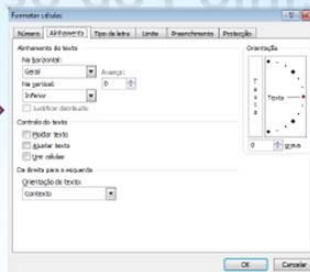 Formatar células
Número Alinhamento Tipo de letra Limite Preenchimento Protecção
Alinhamento do texto
Na horizontal:
Geral
Avanço:
0
Na vertical:
Inferior
Justificar distribuído
Controlo do texto
Moldar texto
Ajustar texto
Unir células
Da direita para a esquerda
Orientação do texto:
Contexto
Orientação
Texto
Texto
0
graus
OK Cancelar